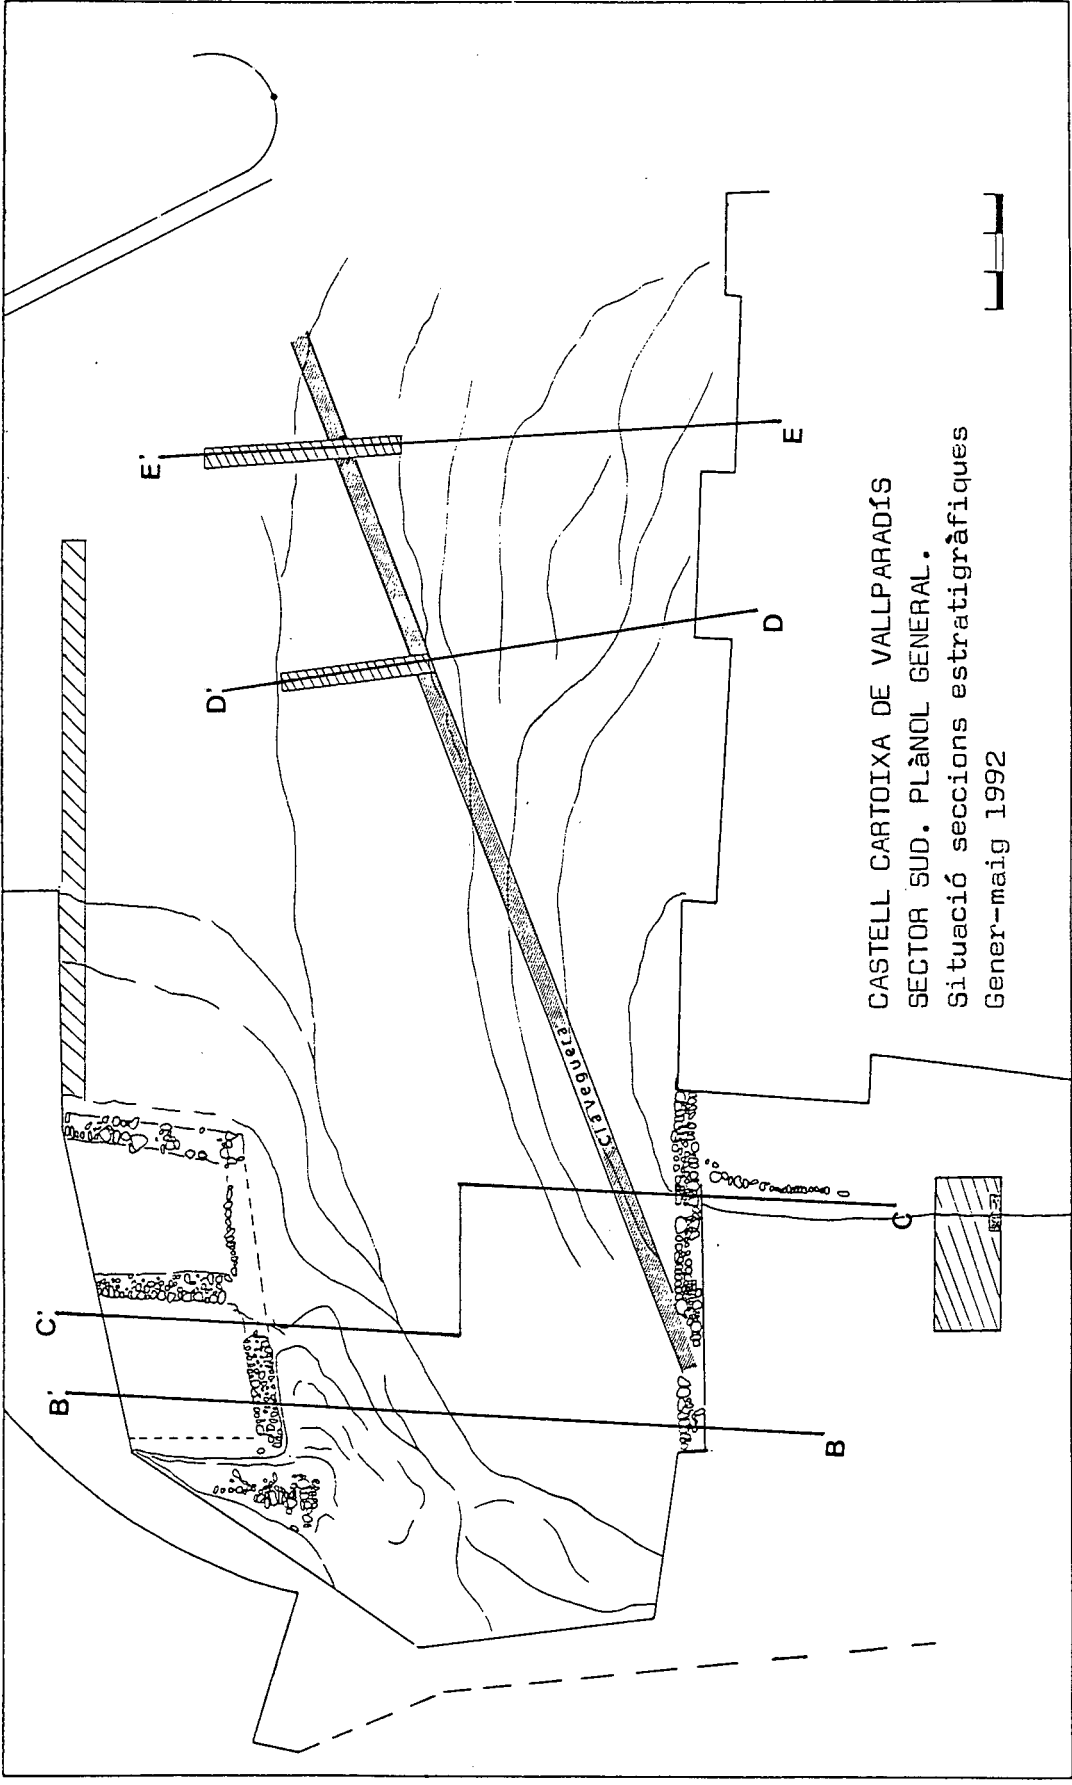 E'
E
D'
D
Claveguera
C'
C
B'
B
CASTELL CARTOIXA DE VALLPARADÍS
SECTOR SUD. PLÀNOL GENERAL.
Situació seccions estratigràfiques
Gener-maig 1992